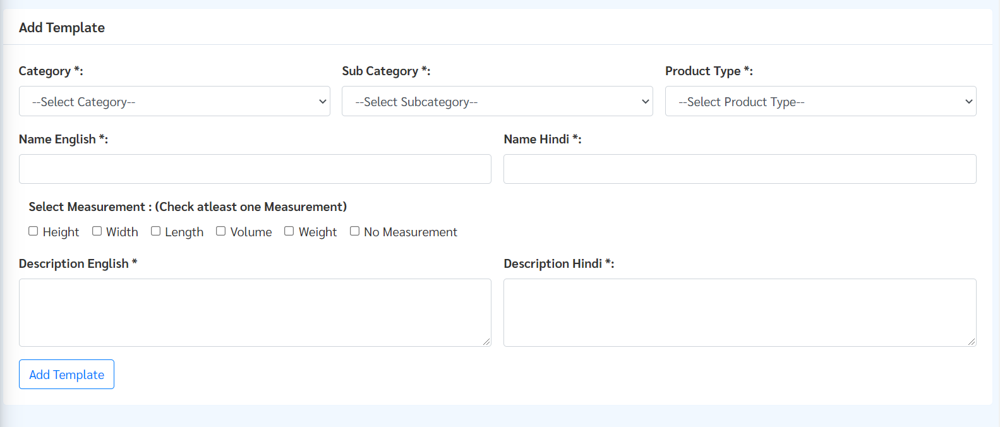 Add Template
Category *: Sub Category *: Product Type *:
--Select Category-- --Select Subcategory-- --Select Product Type--
Name English *: Name Hindi *:
Select Measurement : (Check atleast one Measurement)
Height Width Length Volume Weight No Measurement
Description English * Description Hindi *:
Add Template